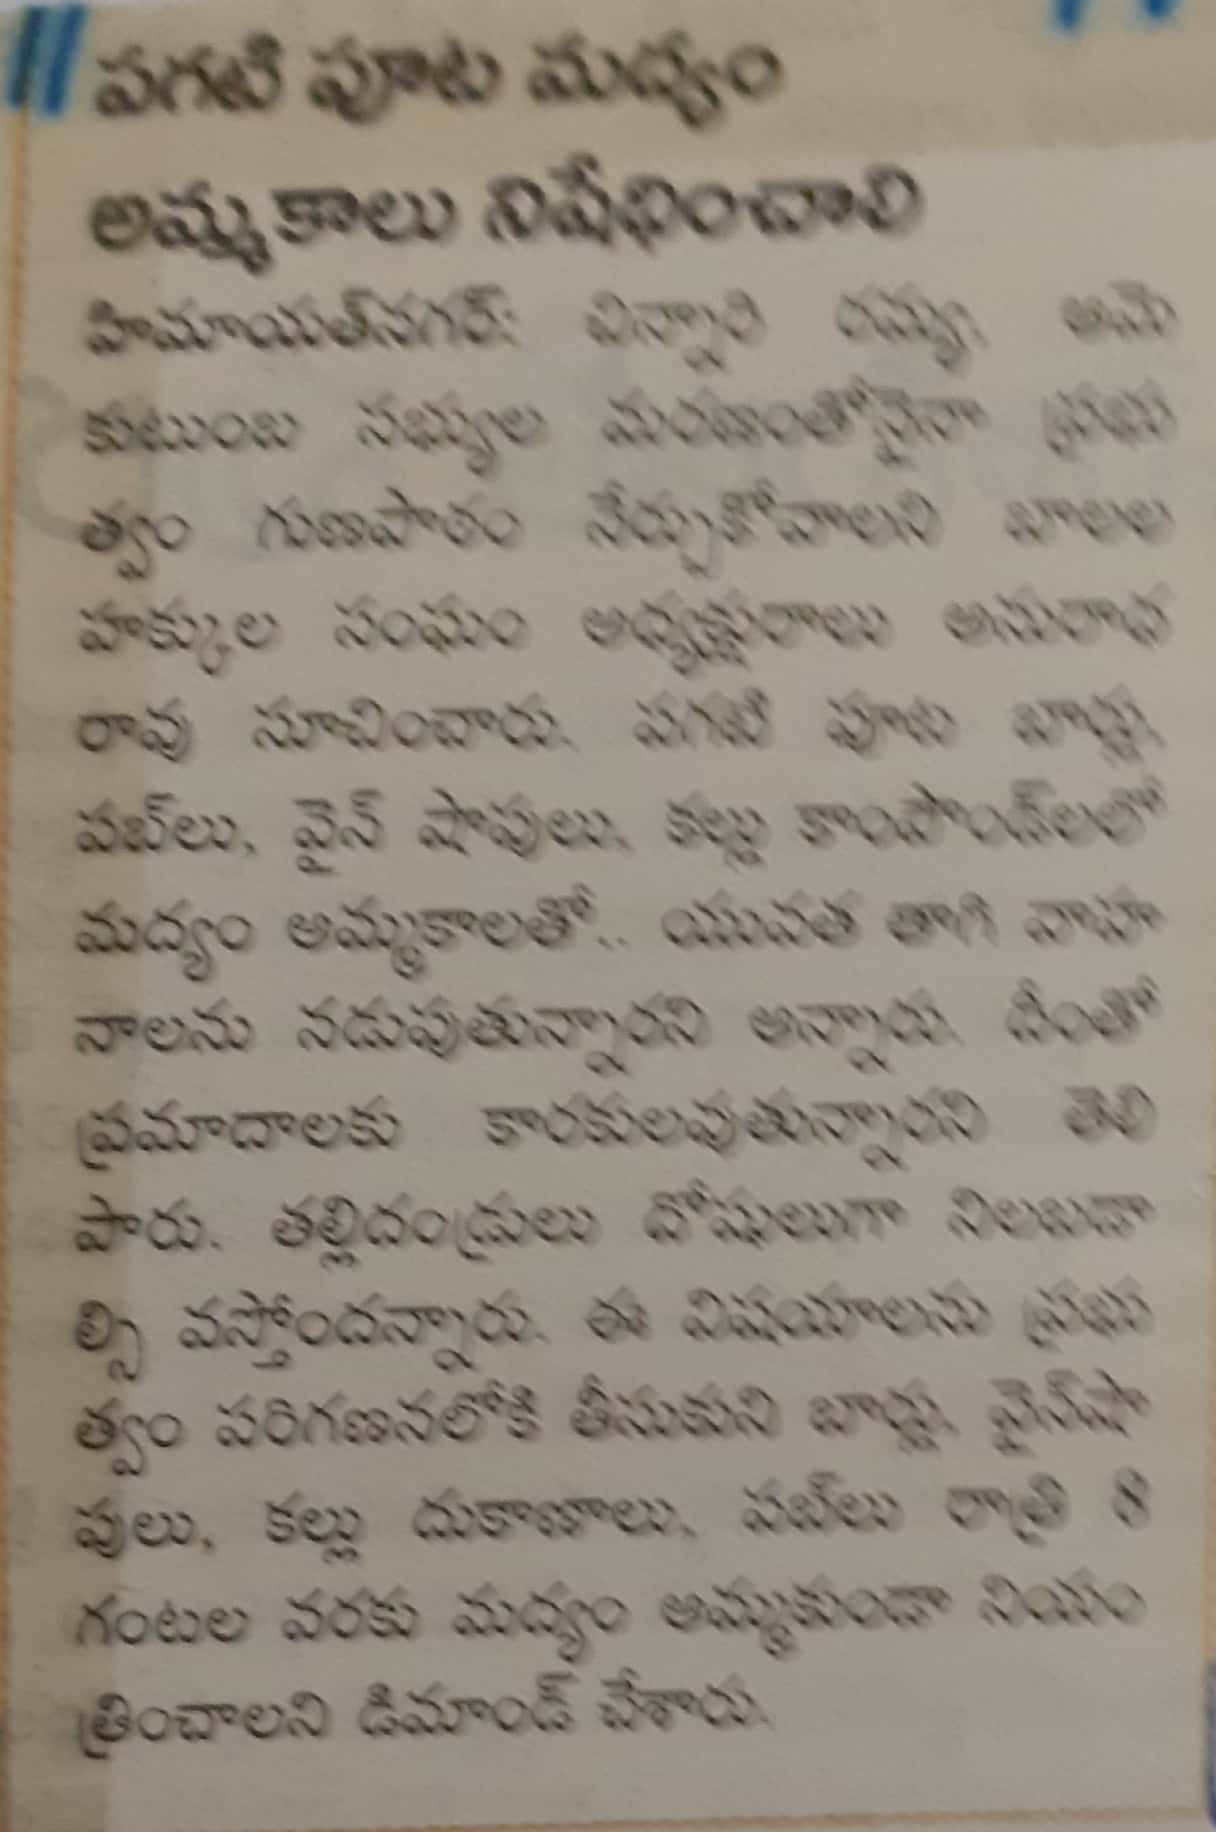 పగటి పూట మద్యం
అమ్మకాలు నిషేధించాలి
హిమాయత్‌నగర్: చిన్నారి రమ్య, ఆమె
కుటుంబ సభ్యుల మరణంతోనైనా ప్రభు
త్వం గుణపాఠం నేర్చుకోవాలని బాలల
హక్కుల సంఘం అధ్యక్షురాలు అనురాధ
రావు సూచించారు. పగటి పూట బార్లు,
పబ్‌లు, వైన్ షాపులు, కల్లు కాంపౌండ్‌లలో
మద్యం అమ్మకాలతో.. యువత తాగి వాహ
నాలను నడుపుతున్నారని అన్నారు. దీంతో
ప్రమాదాలకు కారకులవుతున్నారని తెలి
పారు. తల్లిదండ్రులు దోషులుగా నిలబడా
ల్సి వస్తోందన్నారు. ఈ విషయాలను ప్రభు
త్వం పరిగణనలోకి తీసుకుని బార్లు, వైన్‌షా
పులు, కల్లు దుకాణాలు, పబ్‌లు రాత్రి 8
గంటల వరకు మద్యం అమ్మకుండా నియం
త్రించాలని డిమాండ్ చేశారు.